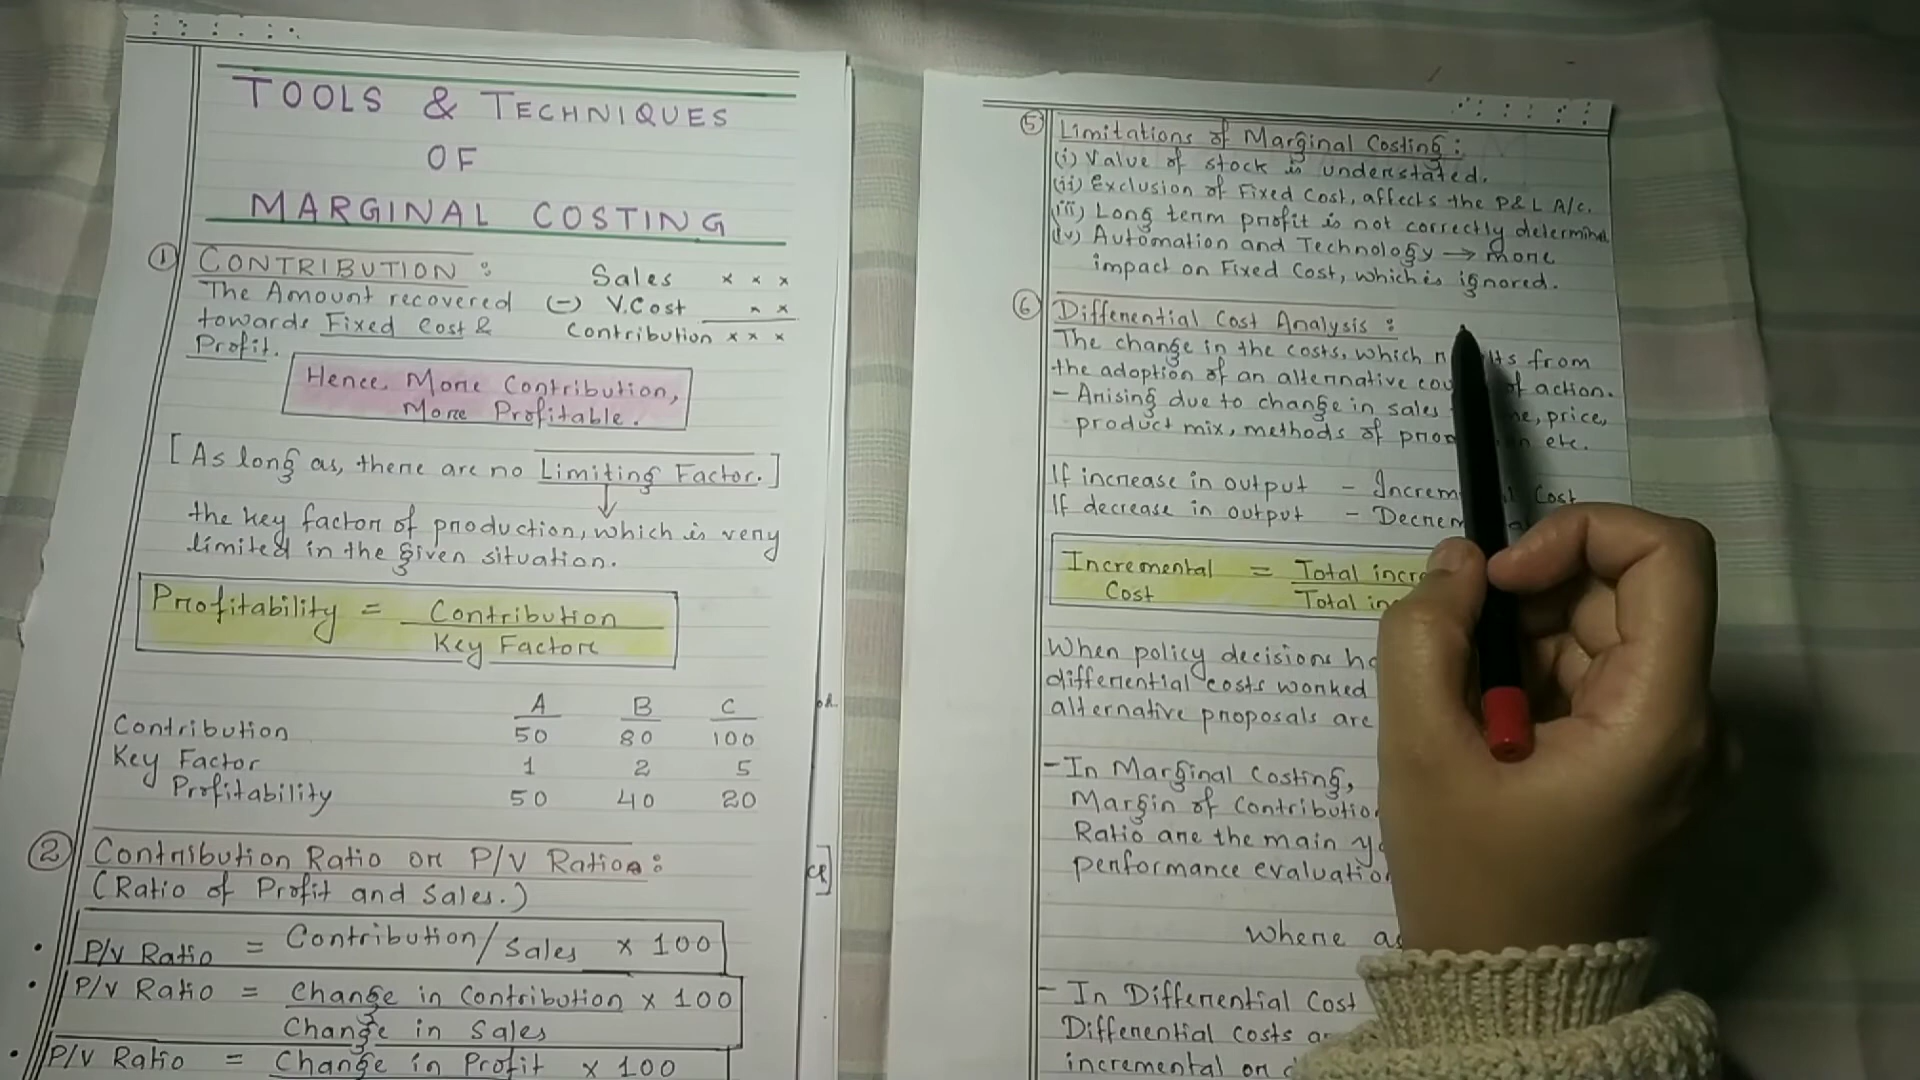 TOOLS & TECHNIQUES
OF
MARGINAL COSTING
① CONTRIBUTION :
The Amount recovered
towards Fixed Cost &
Profit.
Sales x x x
(-) V.Cost x x
Contribution x x x
Hence, More Contribution,
More Profitable.
[As long as, there are no Limiting Factor.]
↓
the key factor of production, which is very
limited in the given situation.
Profitability = Contribution
Key Factor
A B C
Contribution 50 80 100
Key Factor 1 2 5
Profitability 50 40 20
② Contribution Ratio or P/V Ratio:
(Ratio of Profit and Sales.)
• P/V Ratio = Contribution/Sales x 100
• P/V Ratio = Change in Contribution x 100
Change in Sales
• P/V Ratio = Change in Profit x 100
⑤ Limitations of Marginal Costing:
(i) Value of stock is understated.
(ii) Exclusion of Fixed Cost, affects the P&L A/c.
(iii) Long term profit is not correctly
(iv) Automation and Technology → more
impact on Fixed Cost, which is ignored.
⑥ Differential Cost Analysis :
The change in the costs, which from
the adoption of an alternative of action.
- Arising due to change in sales price,
product mix, methods of etc.
If increase in output - Cost
If decrease in output -
Incremental = Total
Cost Total
When policy decisions
differential costs worked
alternative proposals are
- In Marginal Costing,
Margin of
Ratio are the main
performance
Where
- In Differential Cost
Differential costs
incremental or